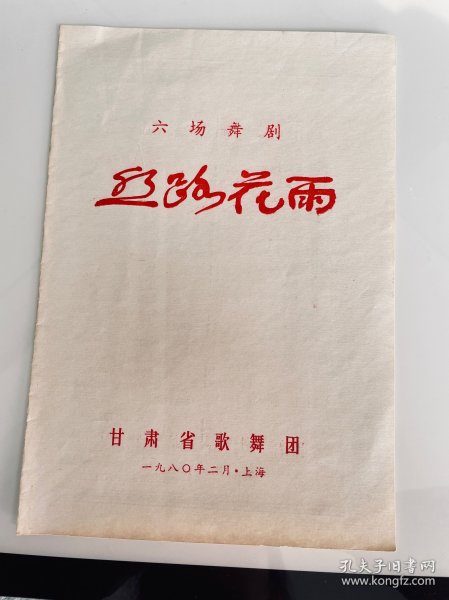 六场舞剧
丝路花雨
甘肃省歌舞团
一九八〇年二月·上海
孔夫子旧书网
www.kongfz.com